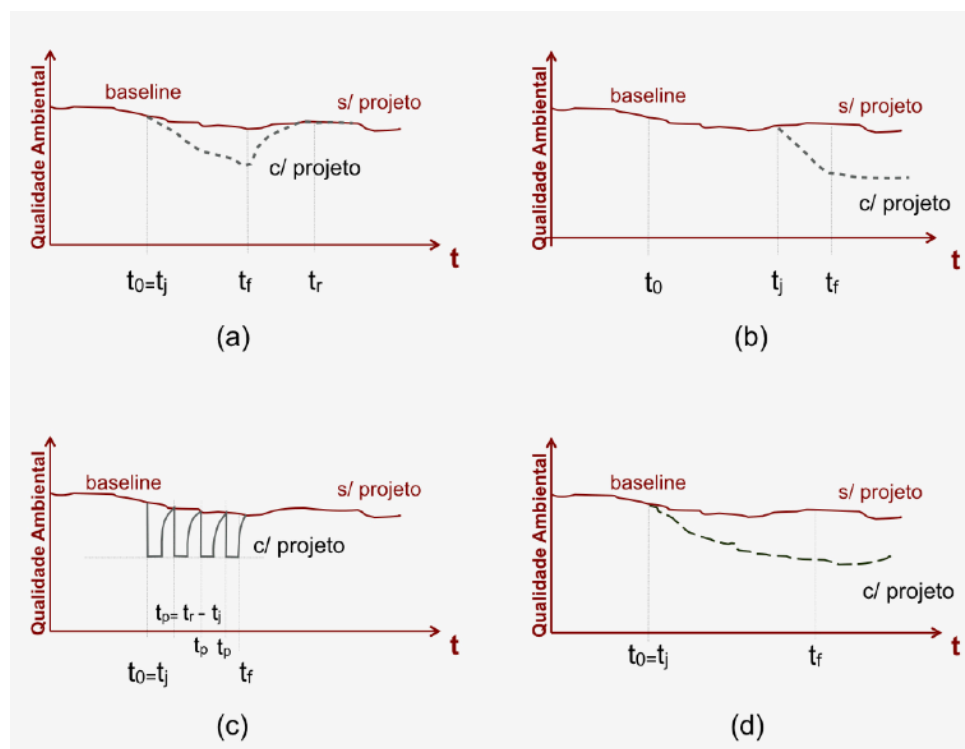 Qualidade Ambiental
baseline
s/ projeto
c/ projeto
t
t0=tj
tf
tr
(a)
Qualidade Ambiental
baseline
s/ projeto
c/ projeto
t
t0
tj
tf
(b)
Qualidade Ambiental
baseline
s/ projeto
c/ projeto
tp= tr - tj
t
tp tp
t0=tj
tf
(c)
Qualidade Ambiental
baseline
s/ projeto
c/ projeto
t
t0=tj
tf
(d)